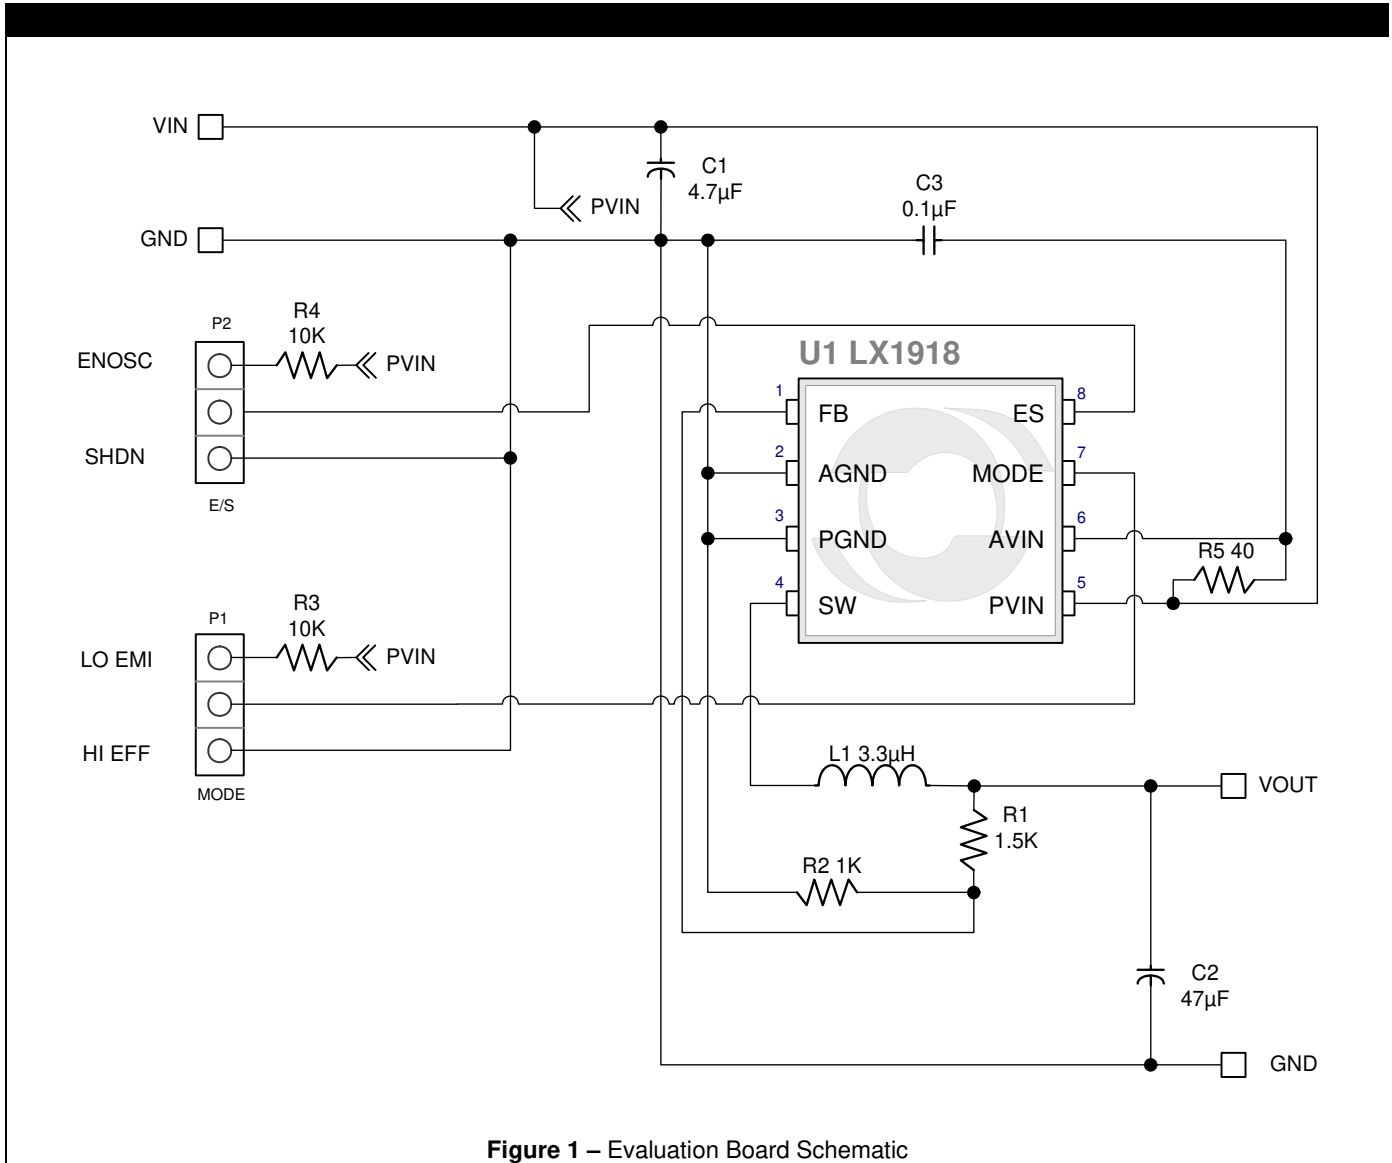 VIN
C1
4.7µF
PVIN
C3
0.1µF
GND
R4
10K
P2
ENOSC
PVIN
SHDN
E/S
U1 LX1918
1
FB
ES
8
2
AGND
MODE
7
3
PGND
AVIN
6
4
SW
PVIN
5
R5 40
R3
10K
P1
LO EMI
PVIN
HI EFF
MODE
L1 3.3µH
VOUT
R1
1.5K
R2 1K
C2
47µF
GND
Figure 1 – Evaluation Board Schematic